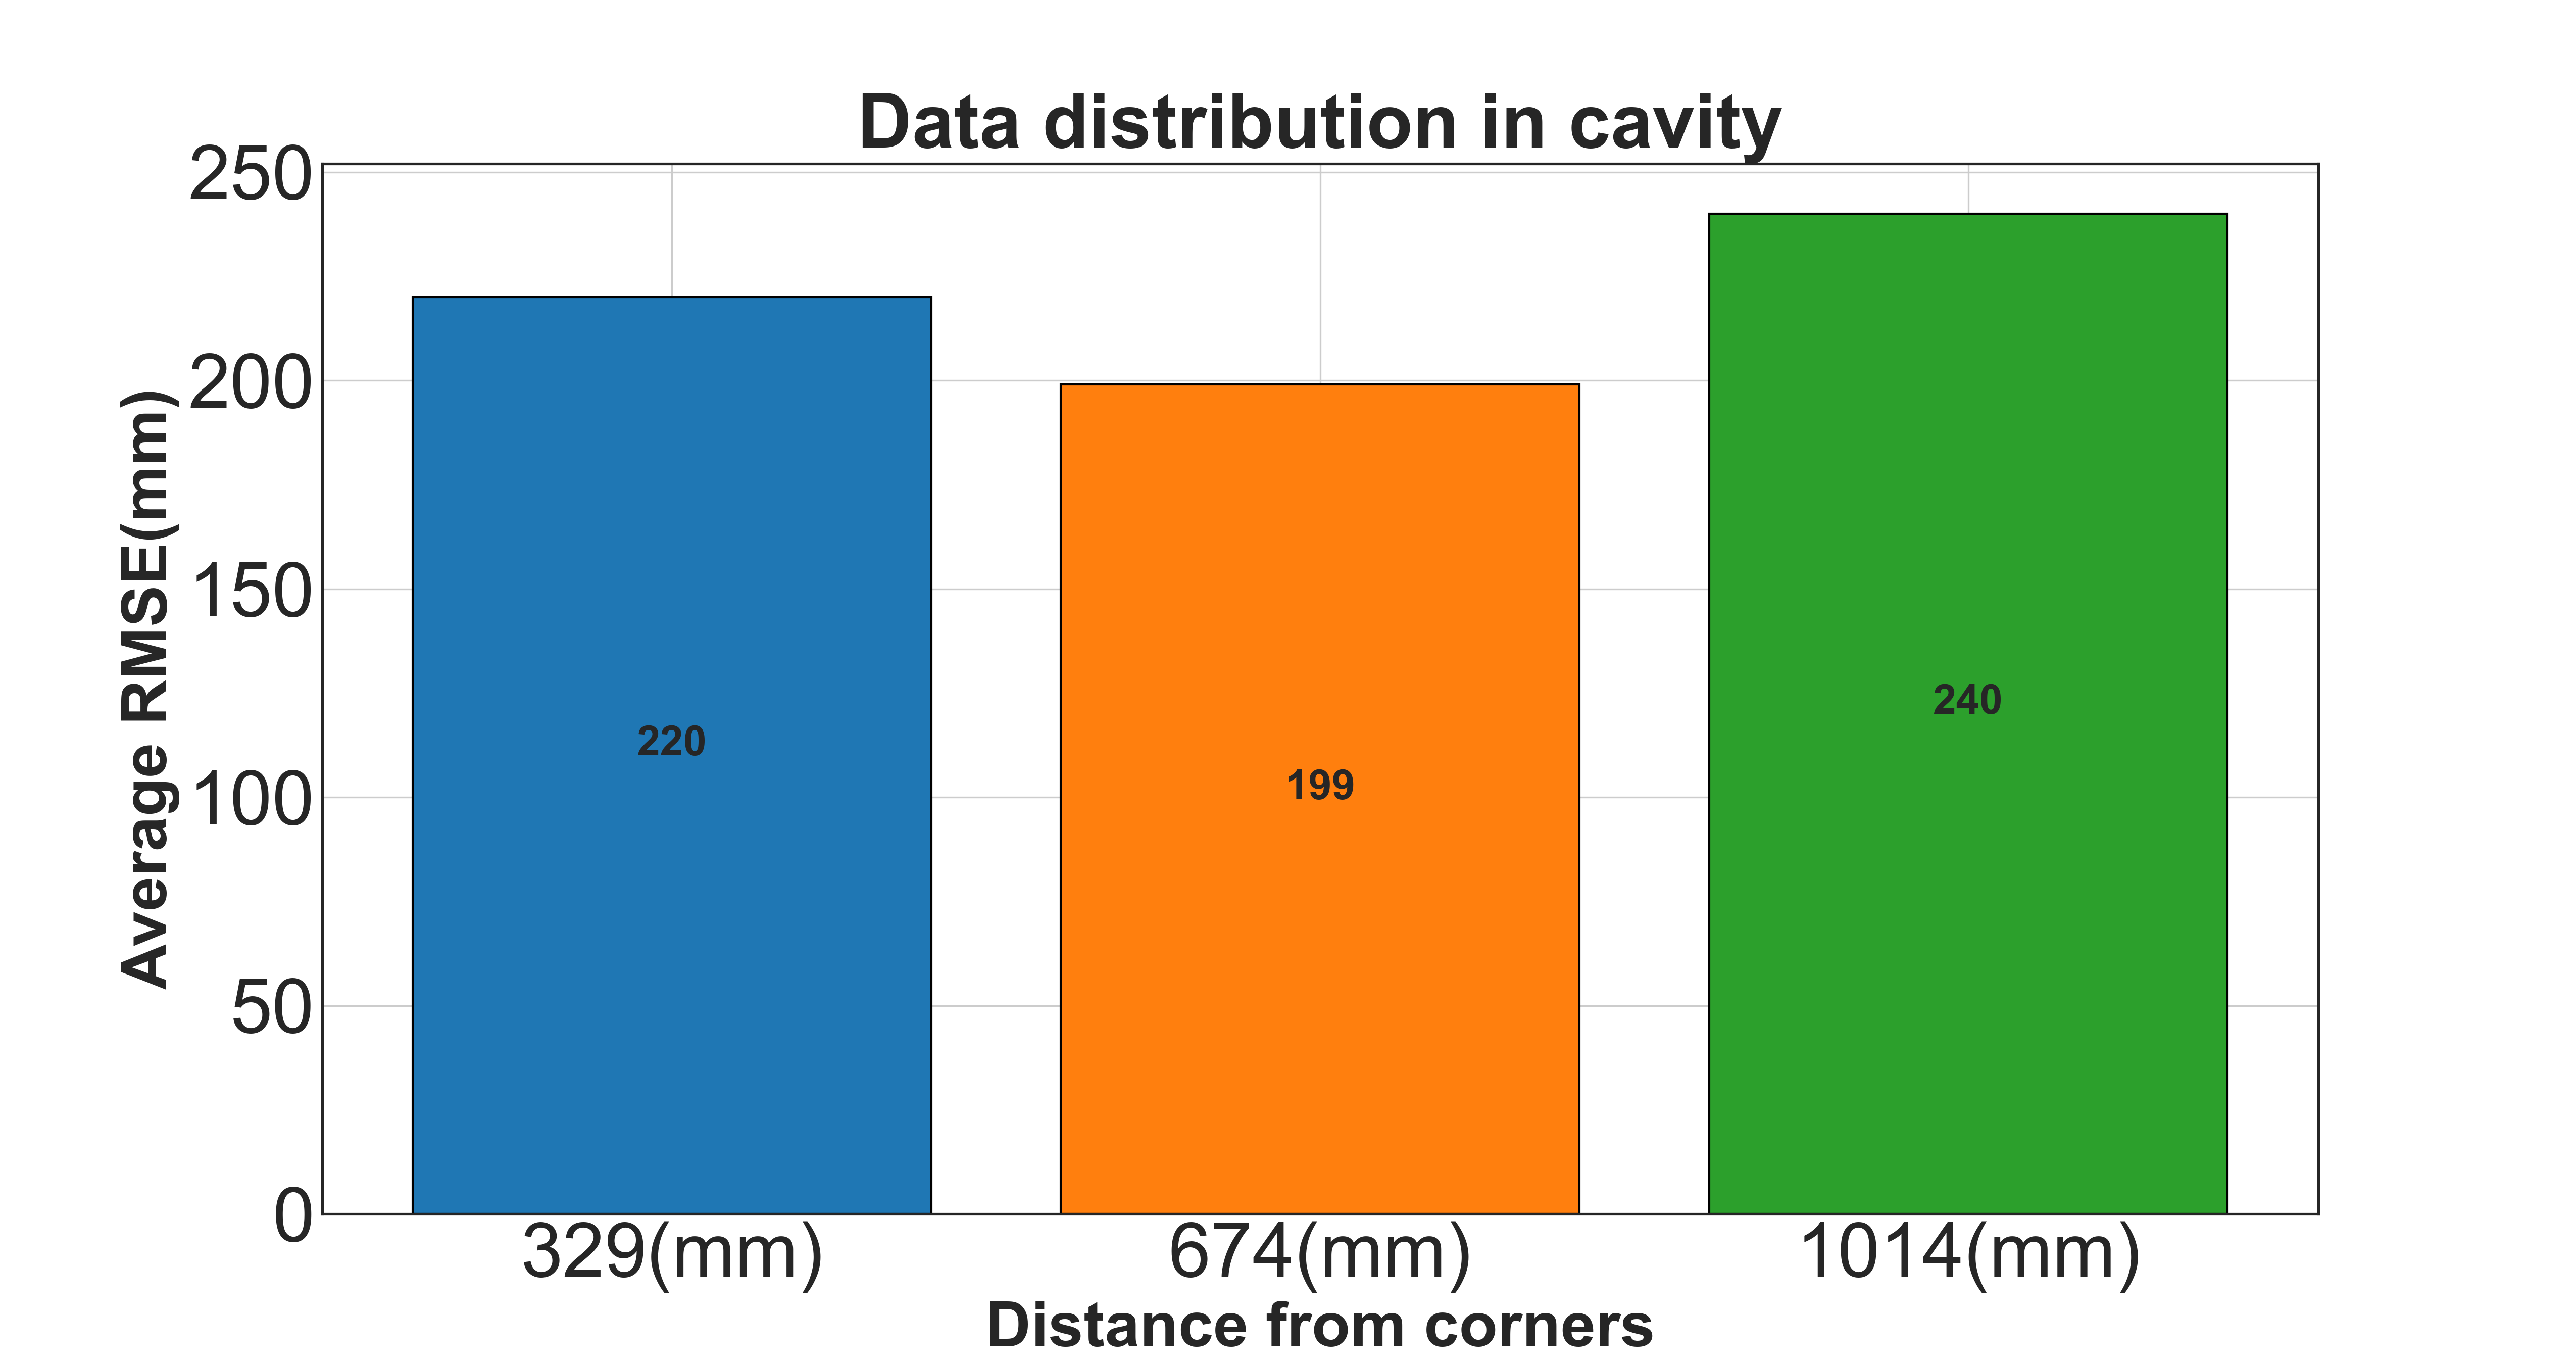 Data distribution in cavity
250
200
150
100
50
0
Average RMSE(mm)
220
199
240
329(mm)
674(mm)
1014(mm)
Distance from corners